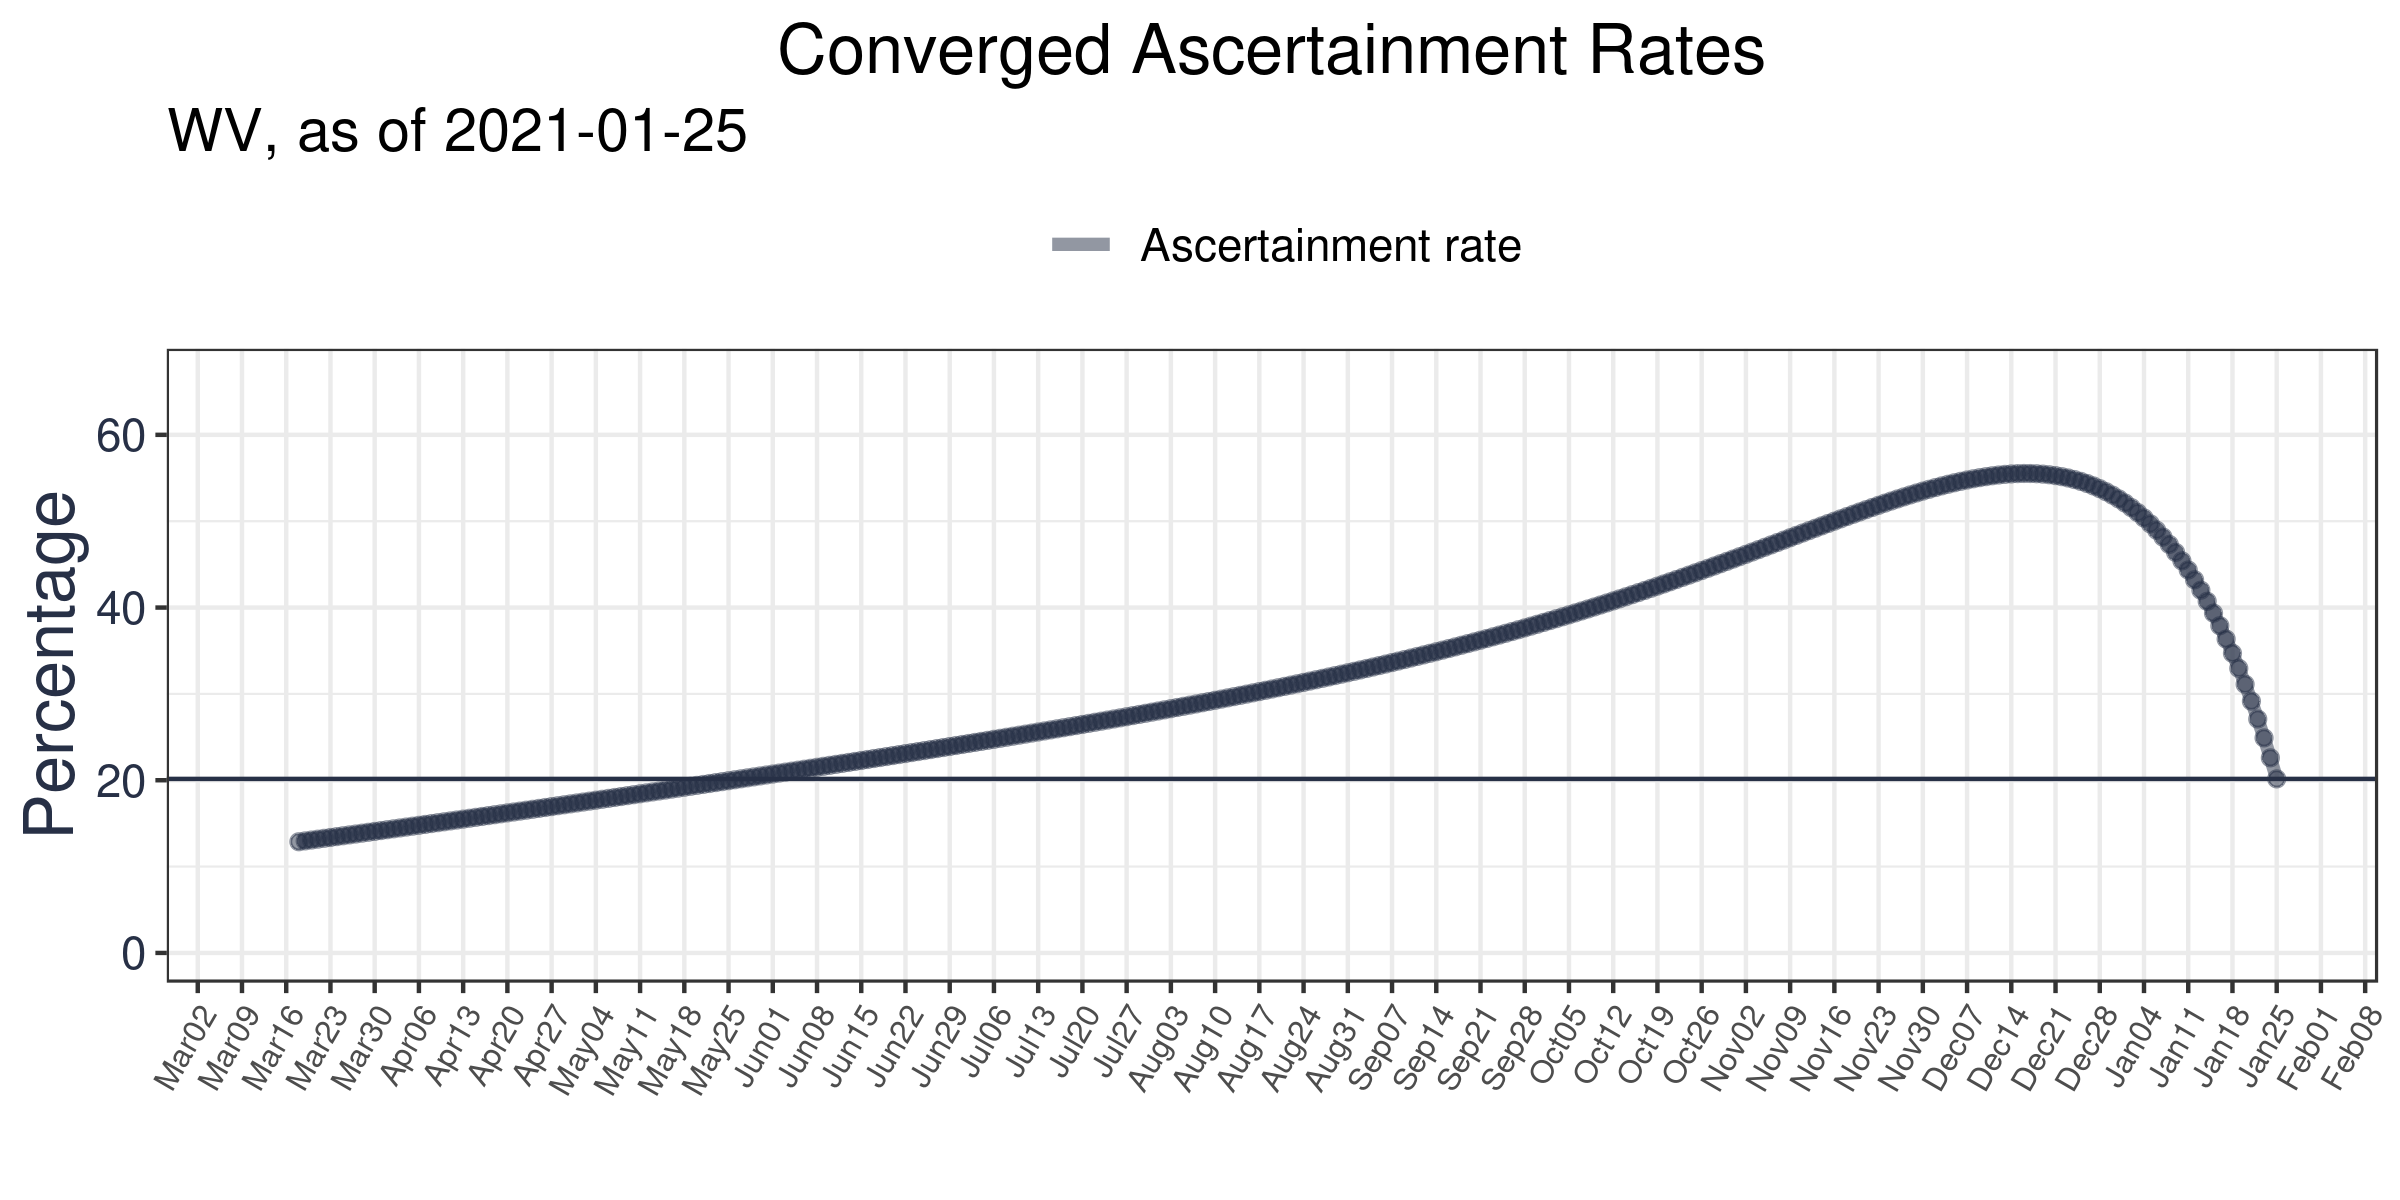 Converged Ascertainment Rates
WV, as of 2021-01-25
Ascertainment rate
Percentage
60
40
20
0
Mar02 Mar09 Mar16 Mar23 Mar30 Apr06 Apr13 Apr20 Apr27 May04 May11 May18 May25 Jun01 Jun08 Jun15 Jun22 Jun29 Jul06 Jul13 Jul20 Jul27 Aug03 Aug10 Aug17 Aug24 Aug31 Sep07 Sep14 Sep21 Sep28 Oct05 Oct12 Oct19 Oct26 Nov02 Nov09 Nov16 Nov23 Nov30 Dec07 Dec14 Dec21 Dec28 Jan04 Jan11 Jan18 Jan25 Feb01 Feb08